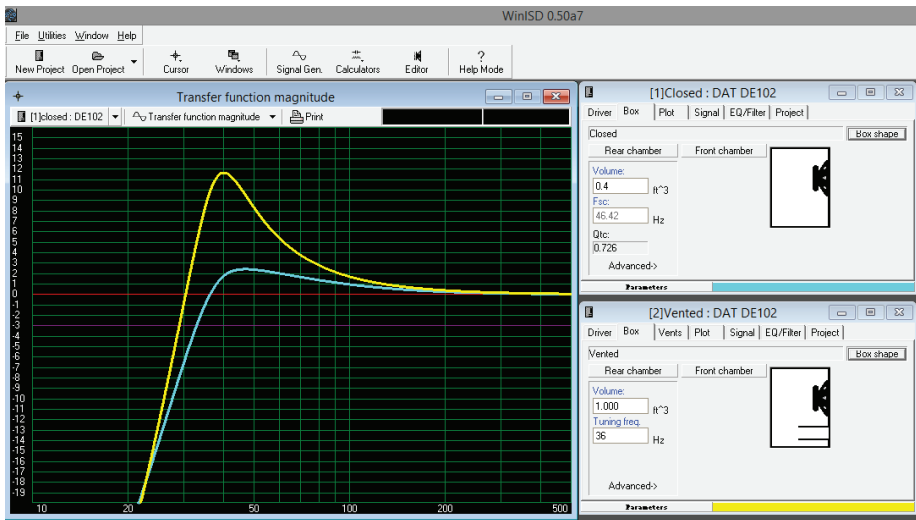 WinISD 0.50a7
File Utilities Window Help
New Project Open Project Cursor Windows Signal Gen. Calculators Editor Help Mode
Transfer function magnitude
[1]closed : DE102 Transfer function magnitude Print
15
14
13
12
11
10
9
8
7
6
5
4
3
2
1
0
-1
-2
-3
-4
-5
-6
-7
-8
-9
-10
-11
-12
-13
-14
-15
-16
-17
-18
-19
10 20 50 100 200 500
[1]Closed : DAT DE102
Driver Box Plot Signal EQ/Filter Project
Closed Box shape
Rear chamber Front chamber
Volume:
0.4 ft^3
Fsc:
46.42 Hz
Qtc:
0.726
Advanced->
Parameters
[2]Vented : DAT DE102
Driver Box Vents Plot Signal EQ/Filter Project
Vented Box shape
Rear chamber Front chamber
Volume:
1.000 ft^3
Tuning freq.
36 Hz
Advanced->
Parameters